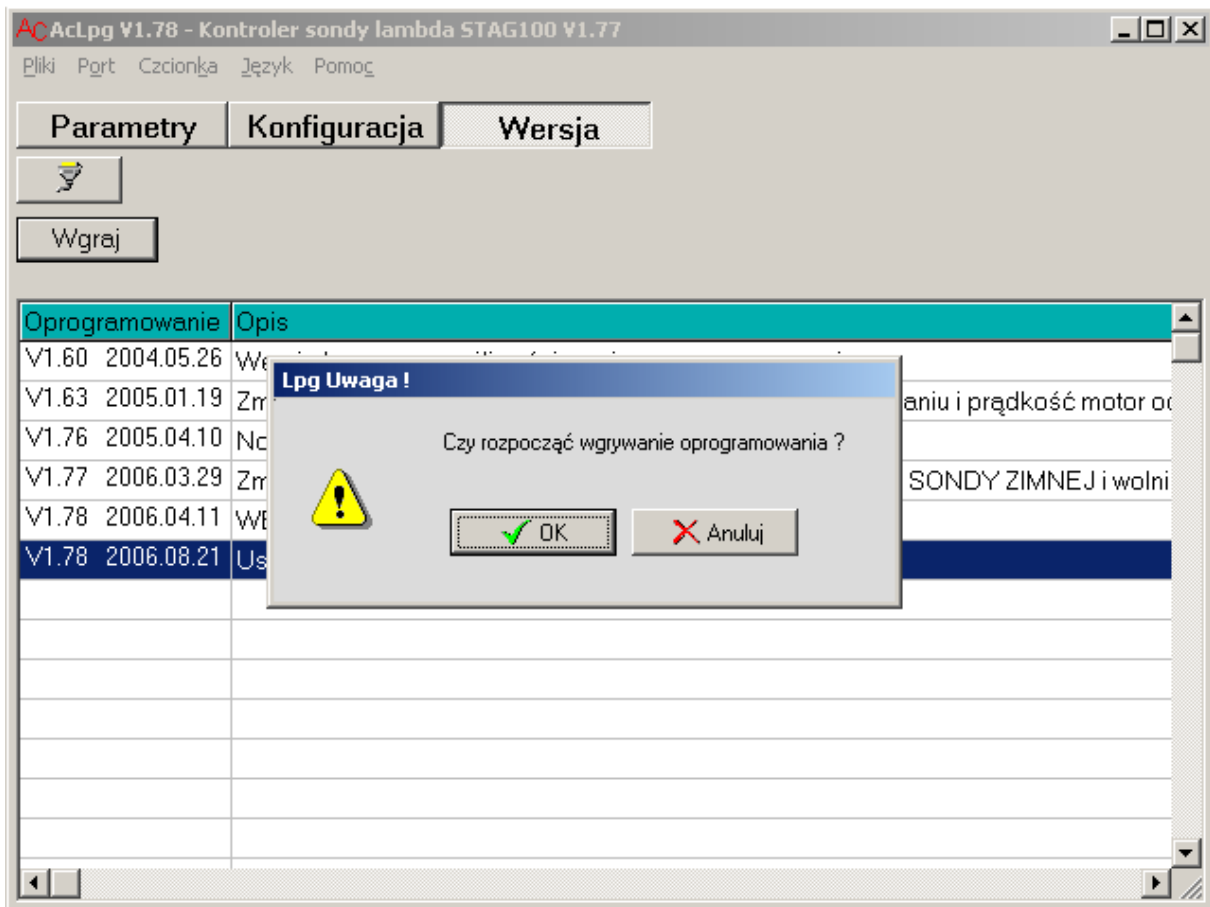 AC AcLpg V1.78 - Kontroler sondy lambda STAG100 V1.77
Pliki Port Czcionka Język Pomoc
Parametry Konfiguracja Wersja
Wgraj
Oprogramowanie Opis
V1.60 2004.05.26
V1.63 2005.01.19 aniu i prądkość motor
V1.76 2005.04.10
V1.77 2006.03.29 SONDY ZIMNEJ i wolni
V1.78 2006.04.11
V1.78 2006.08.21
Lpg Uwaga !
Czy rozpocząć wgrywanie oprogramowania ?
OK Anuluj